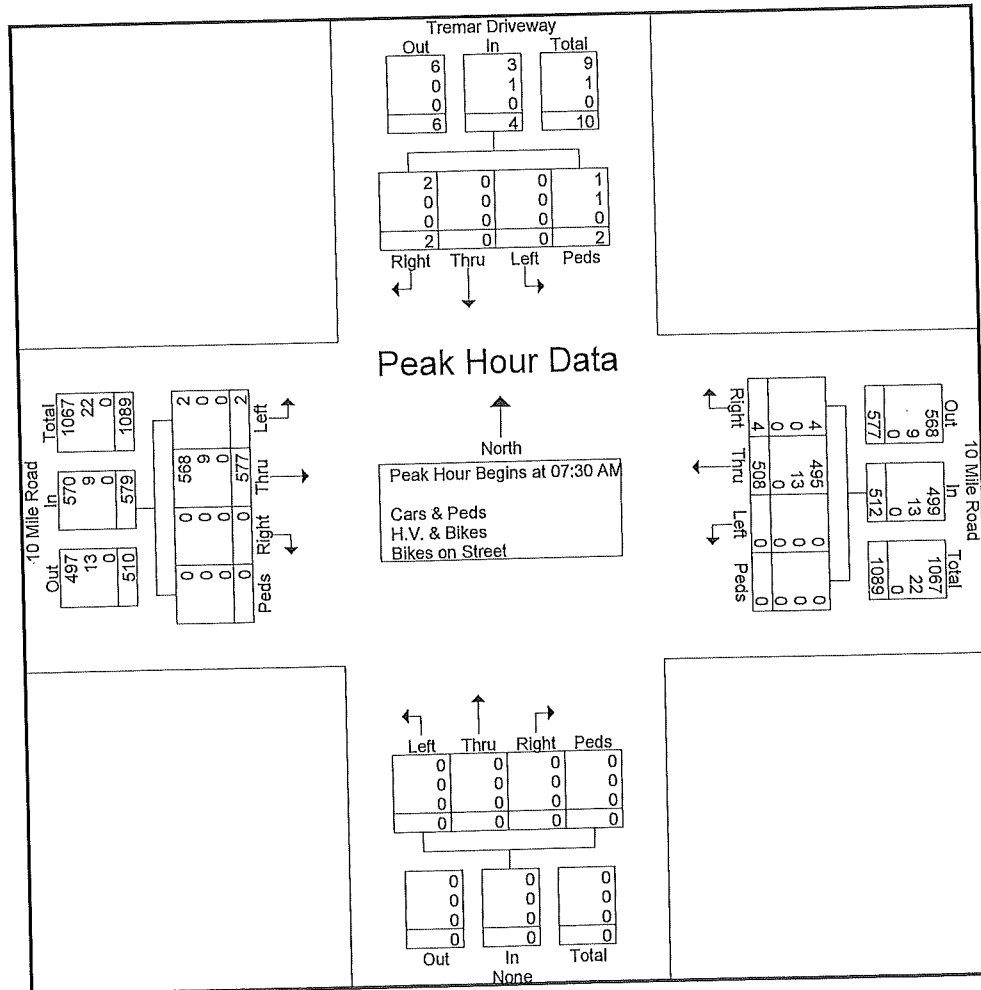 Tremar Driveway
Out In Total
6 3 9
0 1 1
0 0 0
6 4 10
2 0 0 1
0 0 0 1
0 0 0 0
2 0 0 2
Right Thru Left Peds
Peak Hour Data
North
Peak Hour Begins at 07:30 AM
Cars & Peds
H.V. & Bikes
Bikes on Street
10 Mile Road
Out In Total
497 570 1067
13 9 22
0 0 0
510 579 1089
Left Thru Right Peds
2 568 0 0
0 9 0 0
0 0 0 0
2 577 0 0
10 Mile Road
Out In Total
568 499 1067
9 13 22
0 0 0
577 512 1089
4 495 0 0
0 13 0 0
0 0 0 0
4 508 0 0
Right Thru Left Peds
Left Thru Right Peds
0 0 0 0
0 0 0 0
0 0 0 0
0 0 0 0
0 0 0
0 0 0
0 0 0
0 0 0
Out In Total
None